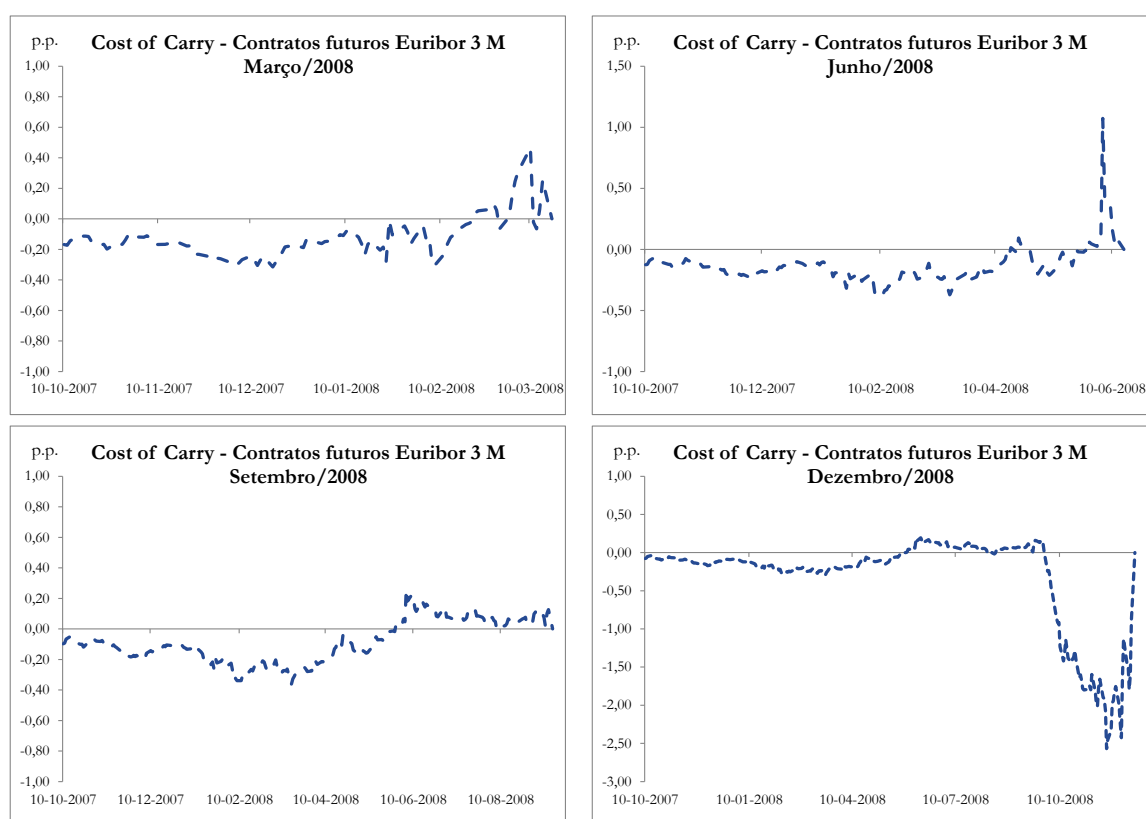 p.p.
Cost of Carry - Contratos futuros Euribor 3 M
Março/2008
1,00
0,80
0,60
0,40
0,20
0,00
-0,20
-0,40
-0,60
-0,80
-1,00
10-10-2007 10-11-2007 10-12-2007 10-01-2008 10-02-2008 10-03-2008
p.p.
Cost of Carry - Contratos futuros Euribor 3 M
Junho/2008
1,50
1,00
0,50
0,00
-0,50
-1,00
10-10-2007 10-12-2007 10-02-2008 10-04-2008 10-06-2008
p.p.
Cost of Carry - Contratos futuros Euribor 3 M
Setembro/2008
1,00
0,80
0,60
0,40
0,20
0,00
-0,20
-0,40
-0,60
-0,80
-1,00
10-10-2007 10-12-2007 10-02-2008 10-04-2008 10-06-2008 10-08-2008
p.p.
Cost of Carry - Contratos futuros Euribor 3 M
Dezembro/2008
1,00
0,50
0,00
-0,50
-1,00
-1,50
-2,00
-2,50
-3,00
10-10-2007 10-01-2008 10-04-2008 10-07-2008 10-10-2008